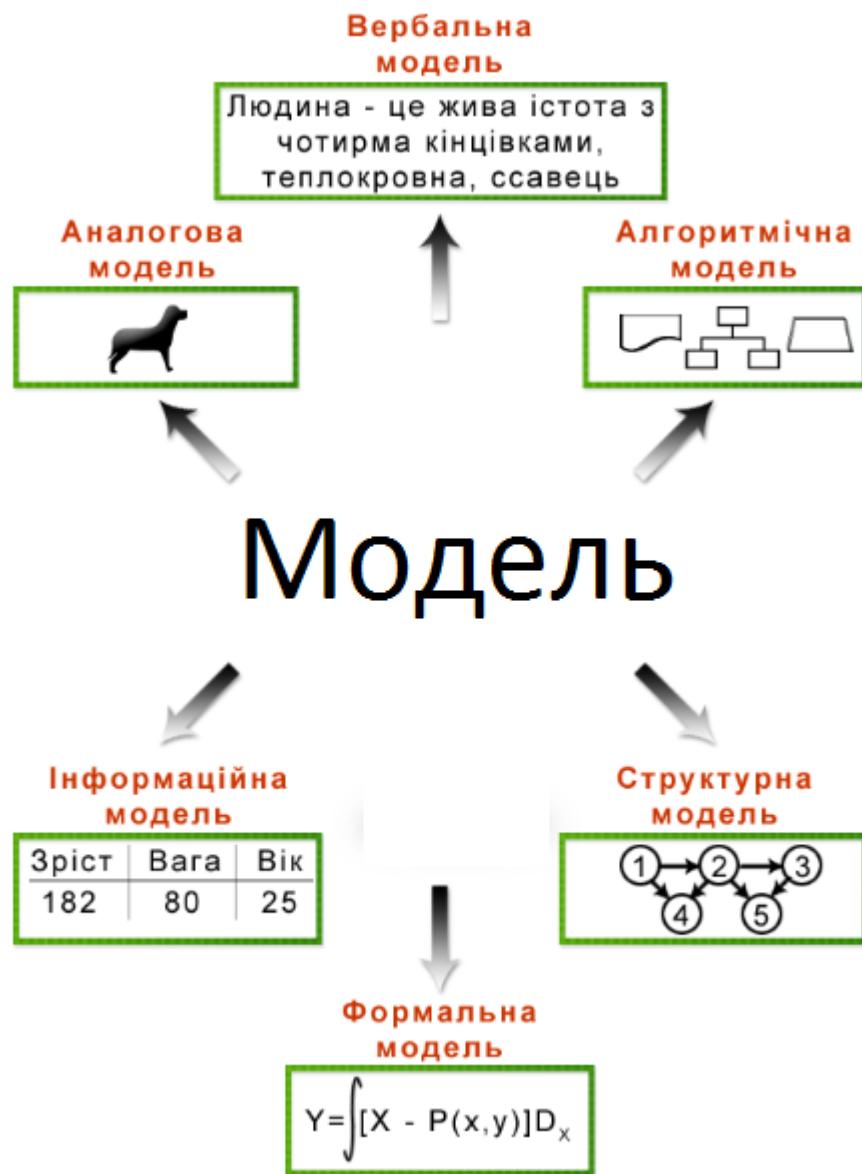 Вербальна
модель
Людина - це жива істота з
чотирма кінцівками,
теплокровна, ссавець
Аналогова
модель
Алгоритмічна
модель
Модель
Інформаційна
модель
Зріст Вага Вік
182 80 25
Структурна
модель
1 2 3
4 5
Формальна
модель
Y=∫[X - P(x,y)]Dₓ